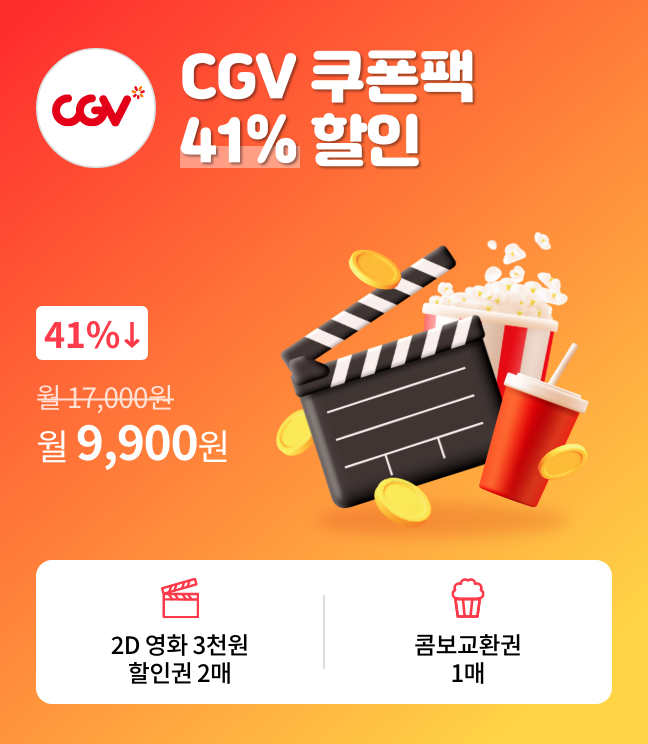 CGV
CGV 쿠폰팩
41% 할인
41%↓
월 17,000원
월 9,900원
2D 영화 3천원
할인권 2매
콤보교환권
1매